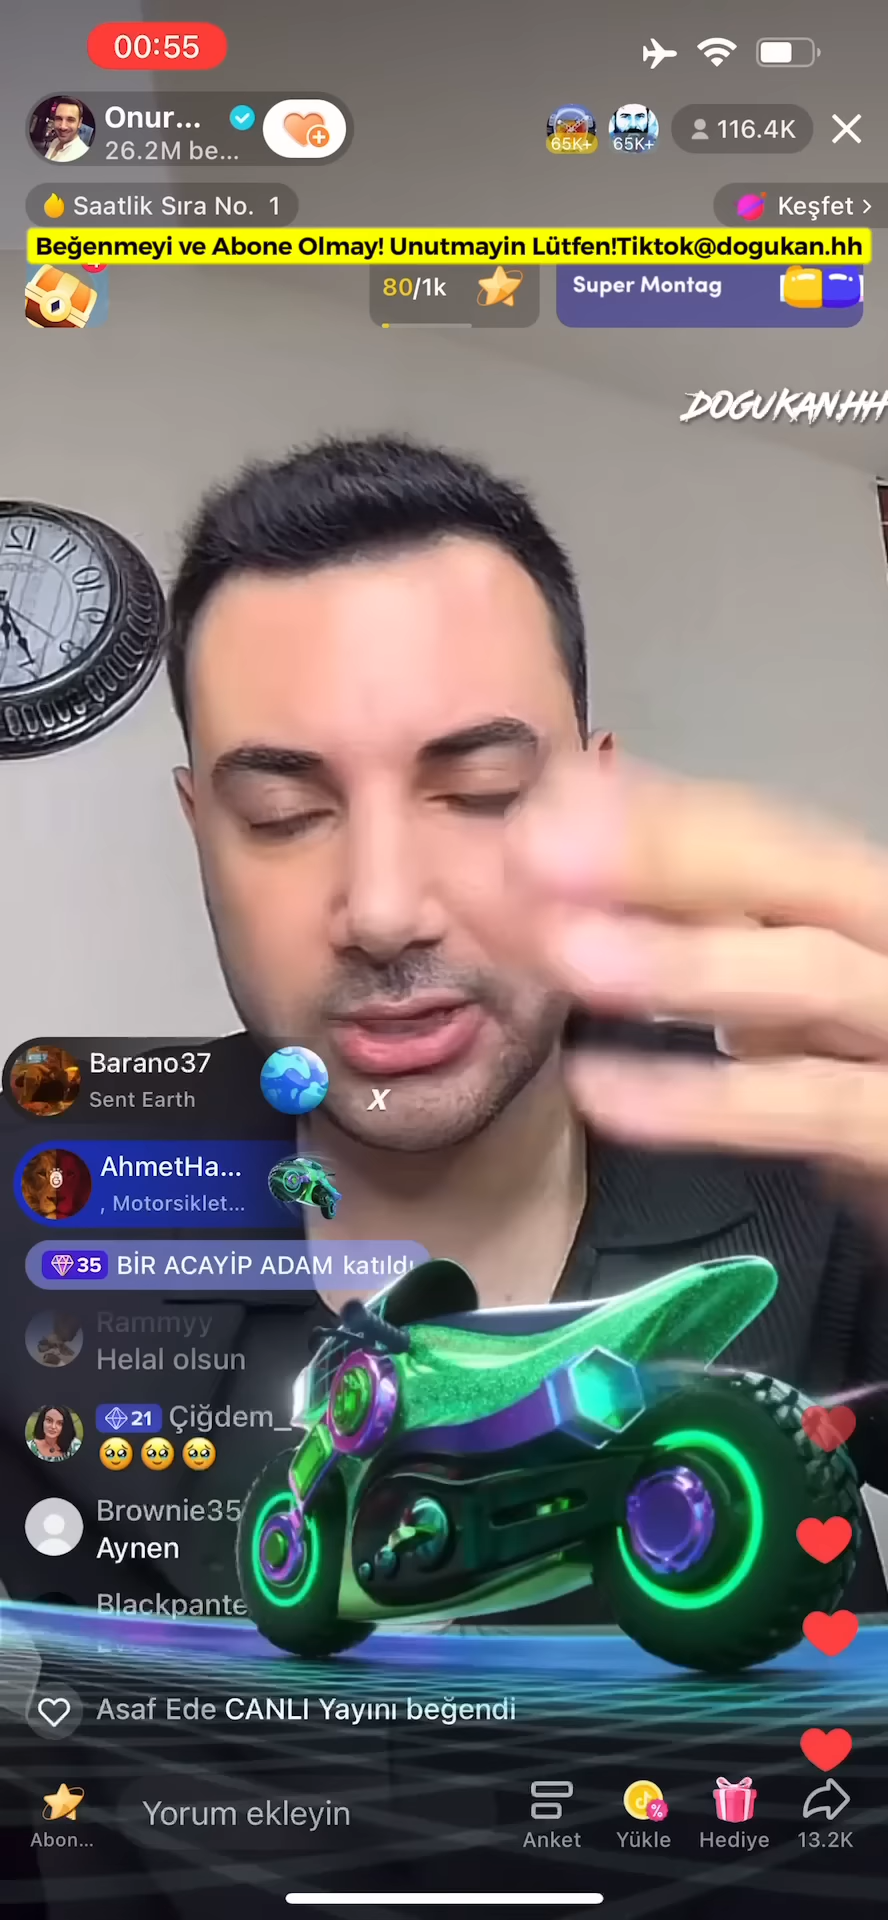 00:55
Onur...
26.2M be...
65K+
65K+
116.4K
Saatlik Sıra No. 1
Keşfet
Beğenmeyi ve Abone Olmay! Unutmayin Lütfen!Tiktok@dogukan.hh
80/1k
Super Montag
DOGUKAN.HH
Barano37
Sent Earth
X
AhmetHa...
, Motorsiklet...
35 BİR ACAYİP ADAM katıldı
Rammyy
Helal olsun
21 Çiğdem_
🥹🥹🥹
Brownie35
Aynen
Blackpante
Asaf Ede CANLI Yayını beğendi
Abon...
Yorum ekleyin
Anket
Yükle
Hediye
13.2K